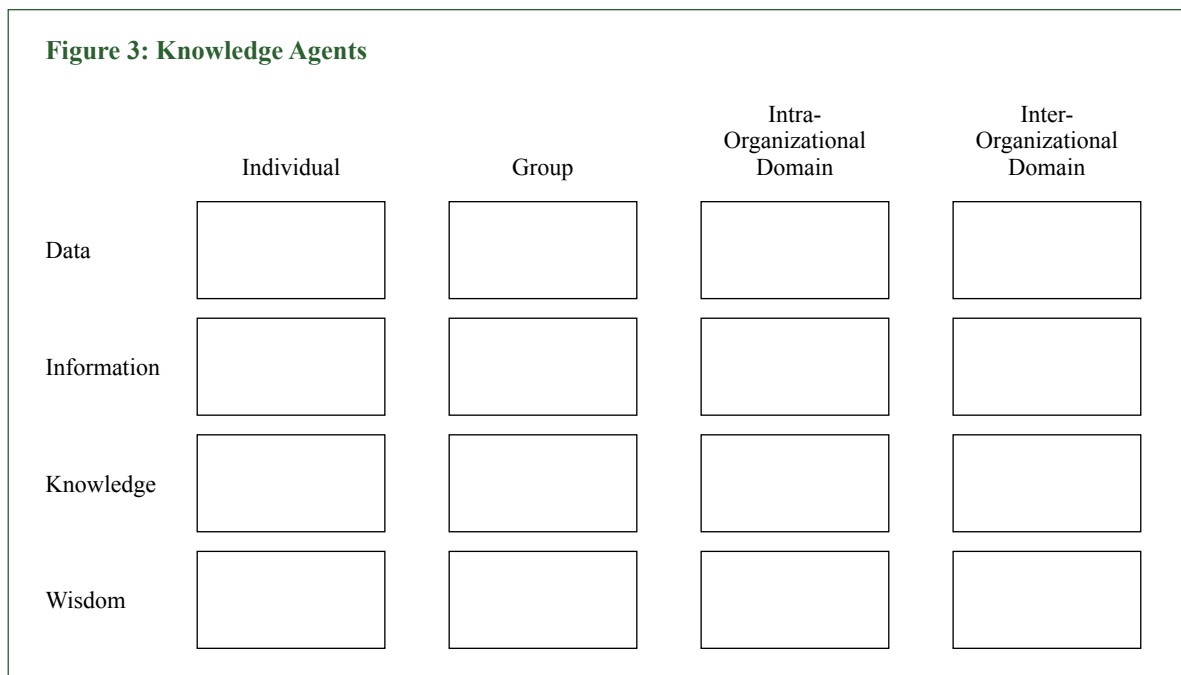 Figure 3: Knowledge Agents
Individual
Group
Intra-
Organizational
Domain
Inter-
Organizational
Domain
Data
Information
Knowledge
Wisdom